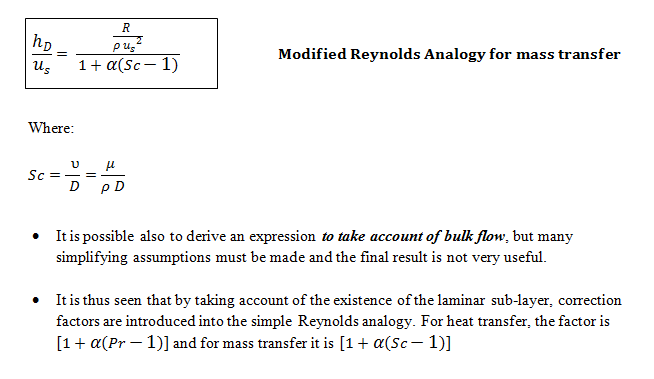 h_D/u_s = (R/(ρ u_s²))/(1 + α(Sc − 1))
Modified Reynolds Analogy for mass transfer
Where:
Sc = υ/D = μ/(ρ D)
• It is possible also to derive an expression to take account of bulk flow, but many
simplifying assumptions must be made and the final result is not very useful.
• It is thus seen that by taking account of the existence of the laminar sub-layer, correction
factors are introduced into the simple Reynolds analogy. For heat transfer, the factor is
[1 + α(Pr − 1)] and for mass transfer it is [1 + α(Sc − 1)]